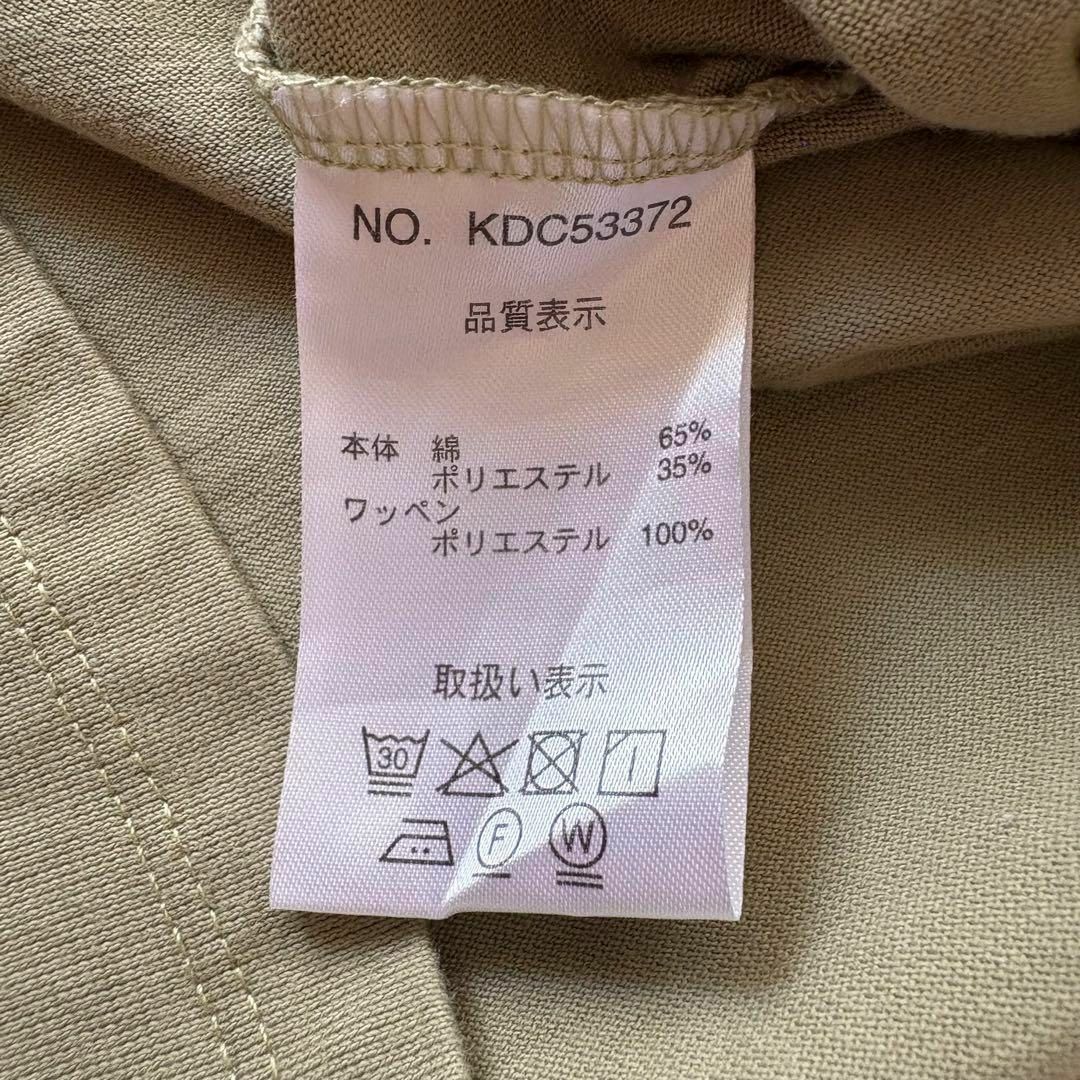 NO. KDC53372
品質表示
本体 綿 65%
ポリエステル 35%
ワッペン
ポリエステル 100%
取扱い表示
30
F W